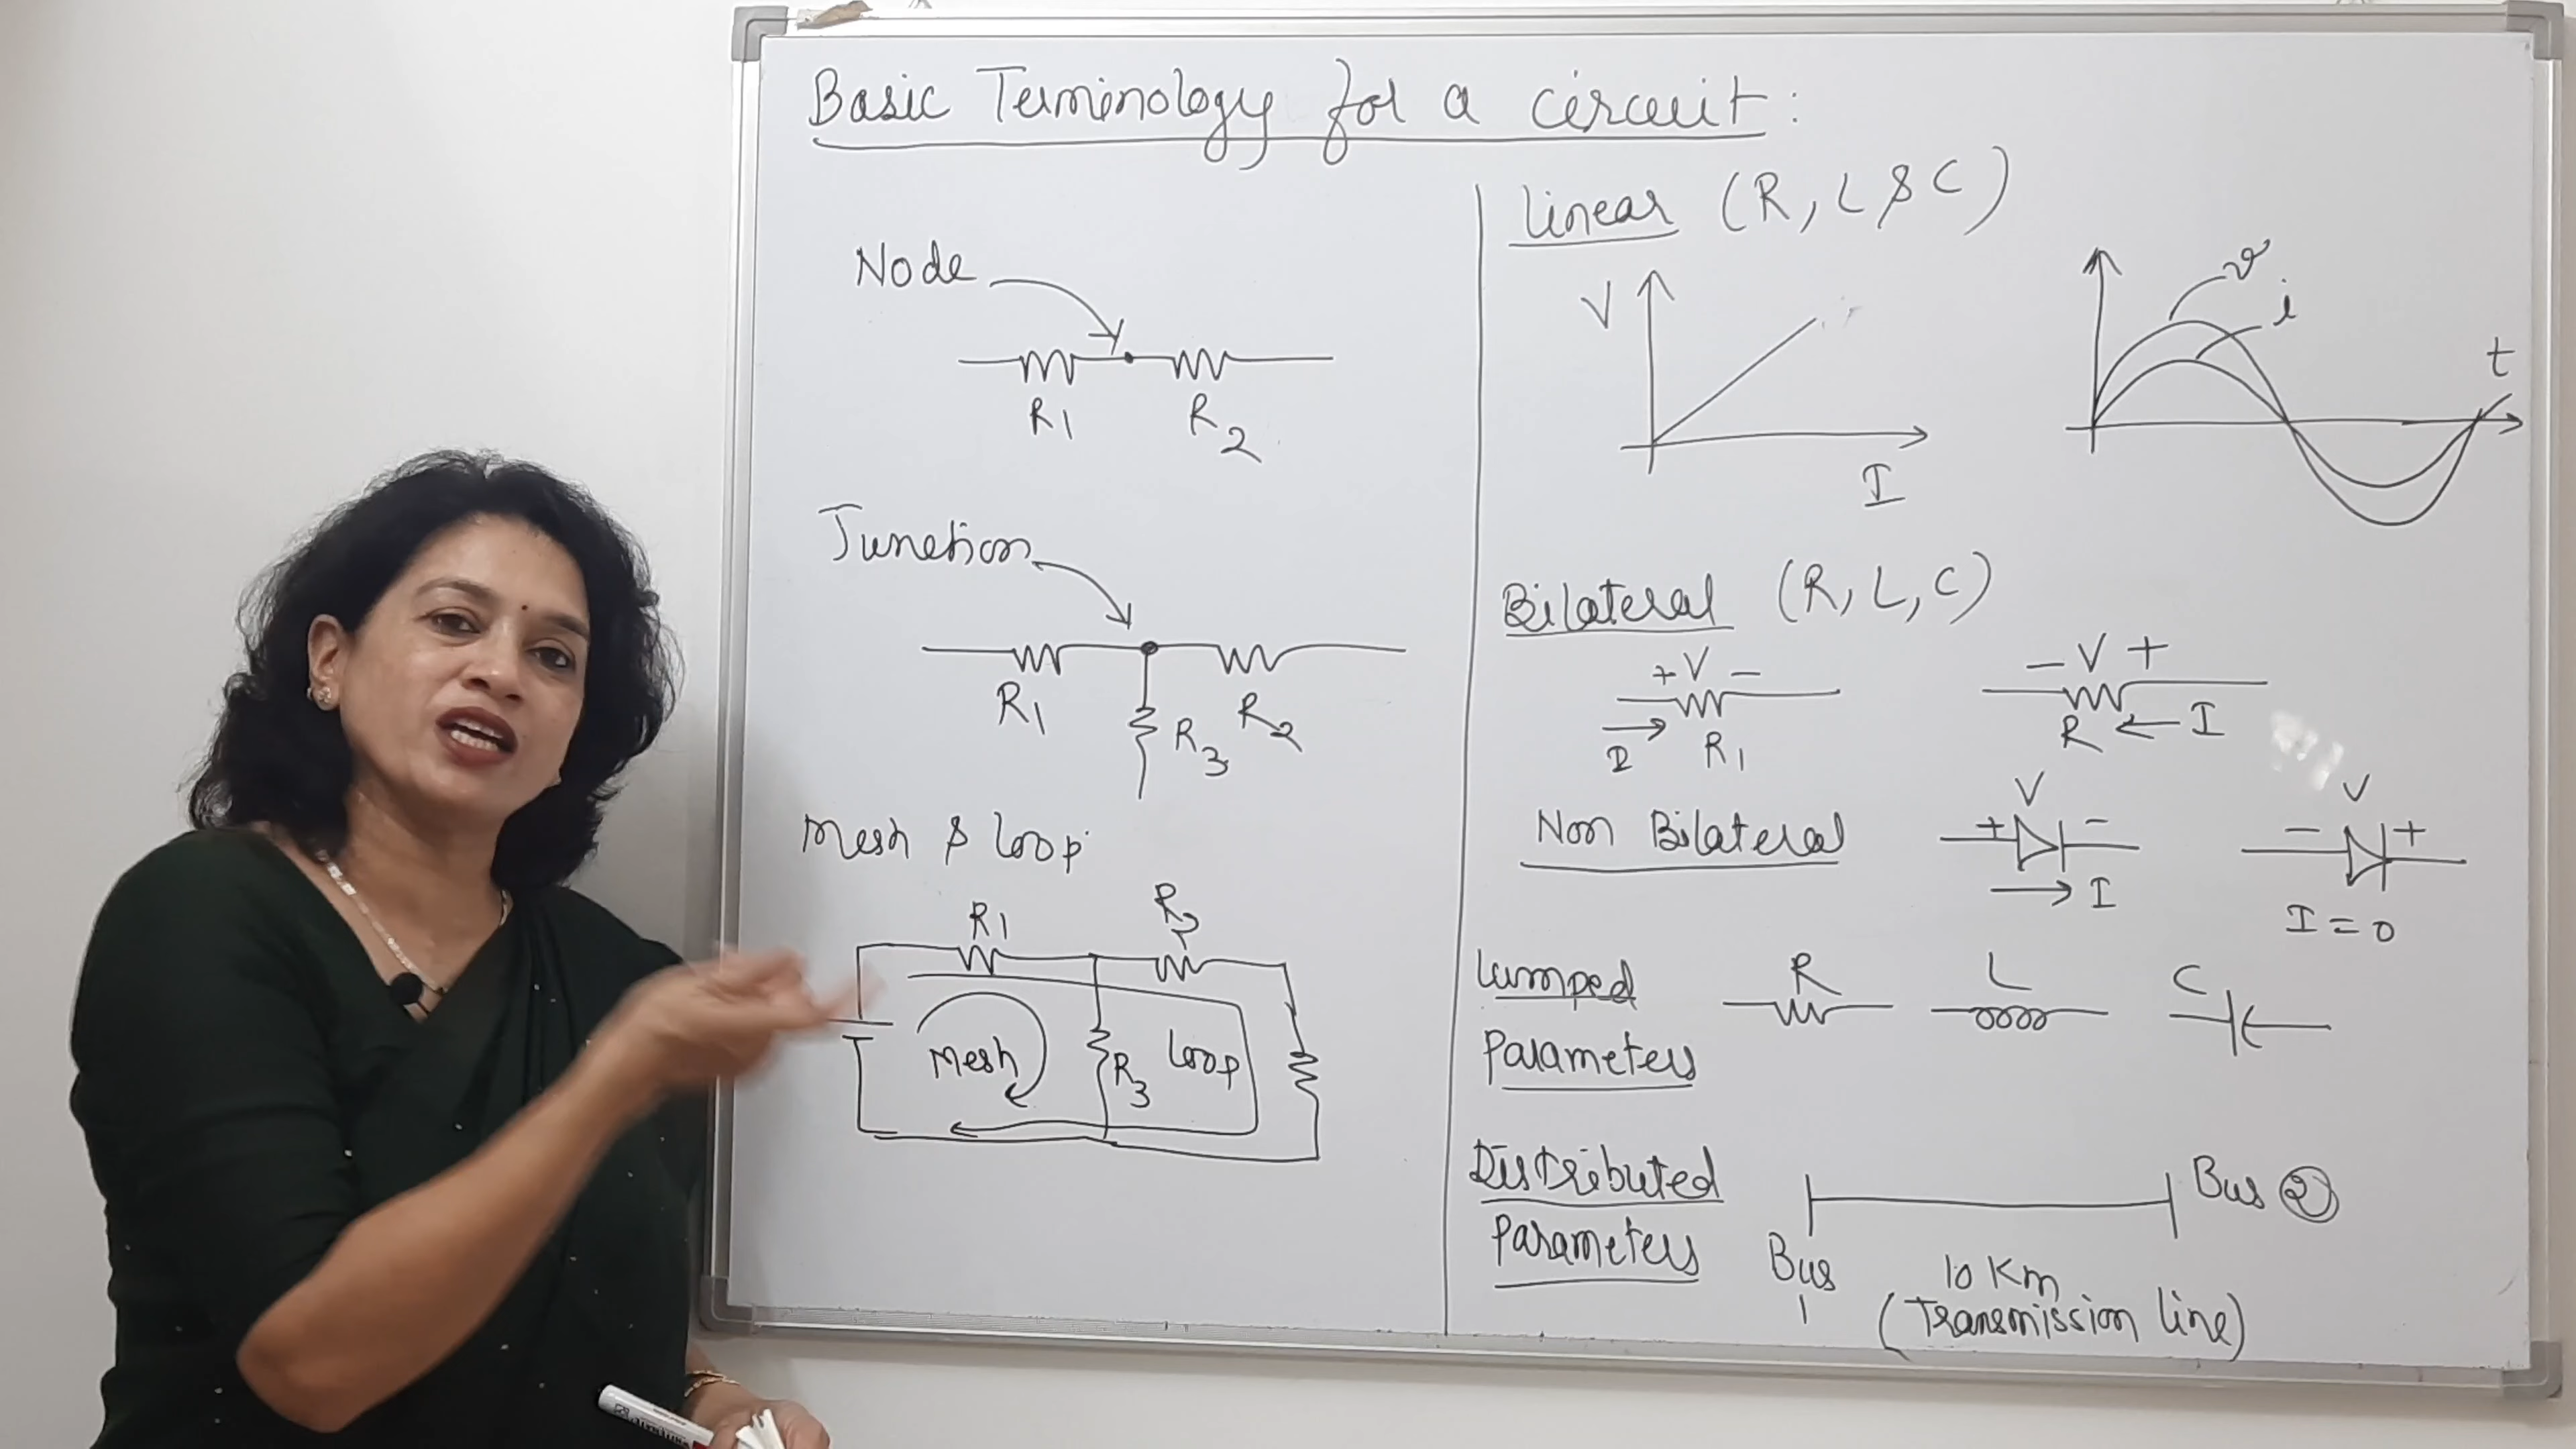 Basic Terminology for a circuit:
Node
R1 R2
Junction
R1 R2
R3
Mesh & loop
R1 R2
Mesh R3 loop
Linear (R, L & C)
V v
i
t
I
Bilateral (R, L, C)
+ V - - V +
I R1 R I
Non Bilateral
V V
+ - - +
I I = 0
Lumped R L C
Parameters
Distributed Bus 2
Parameters Bus 1
10 Km
(Transmission line)